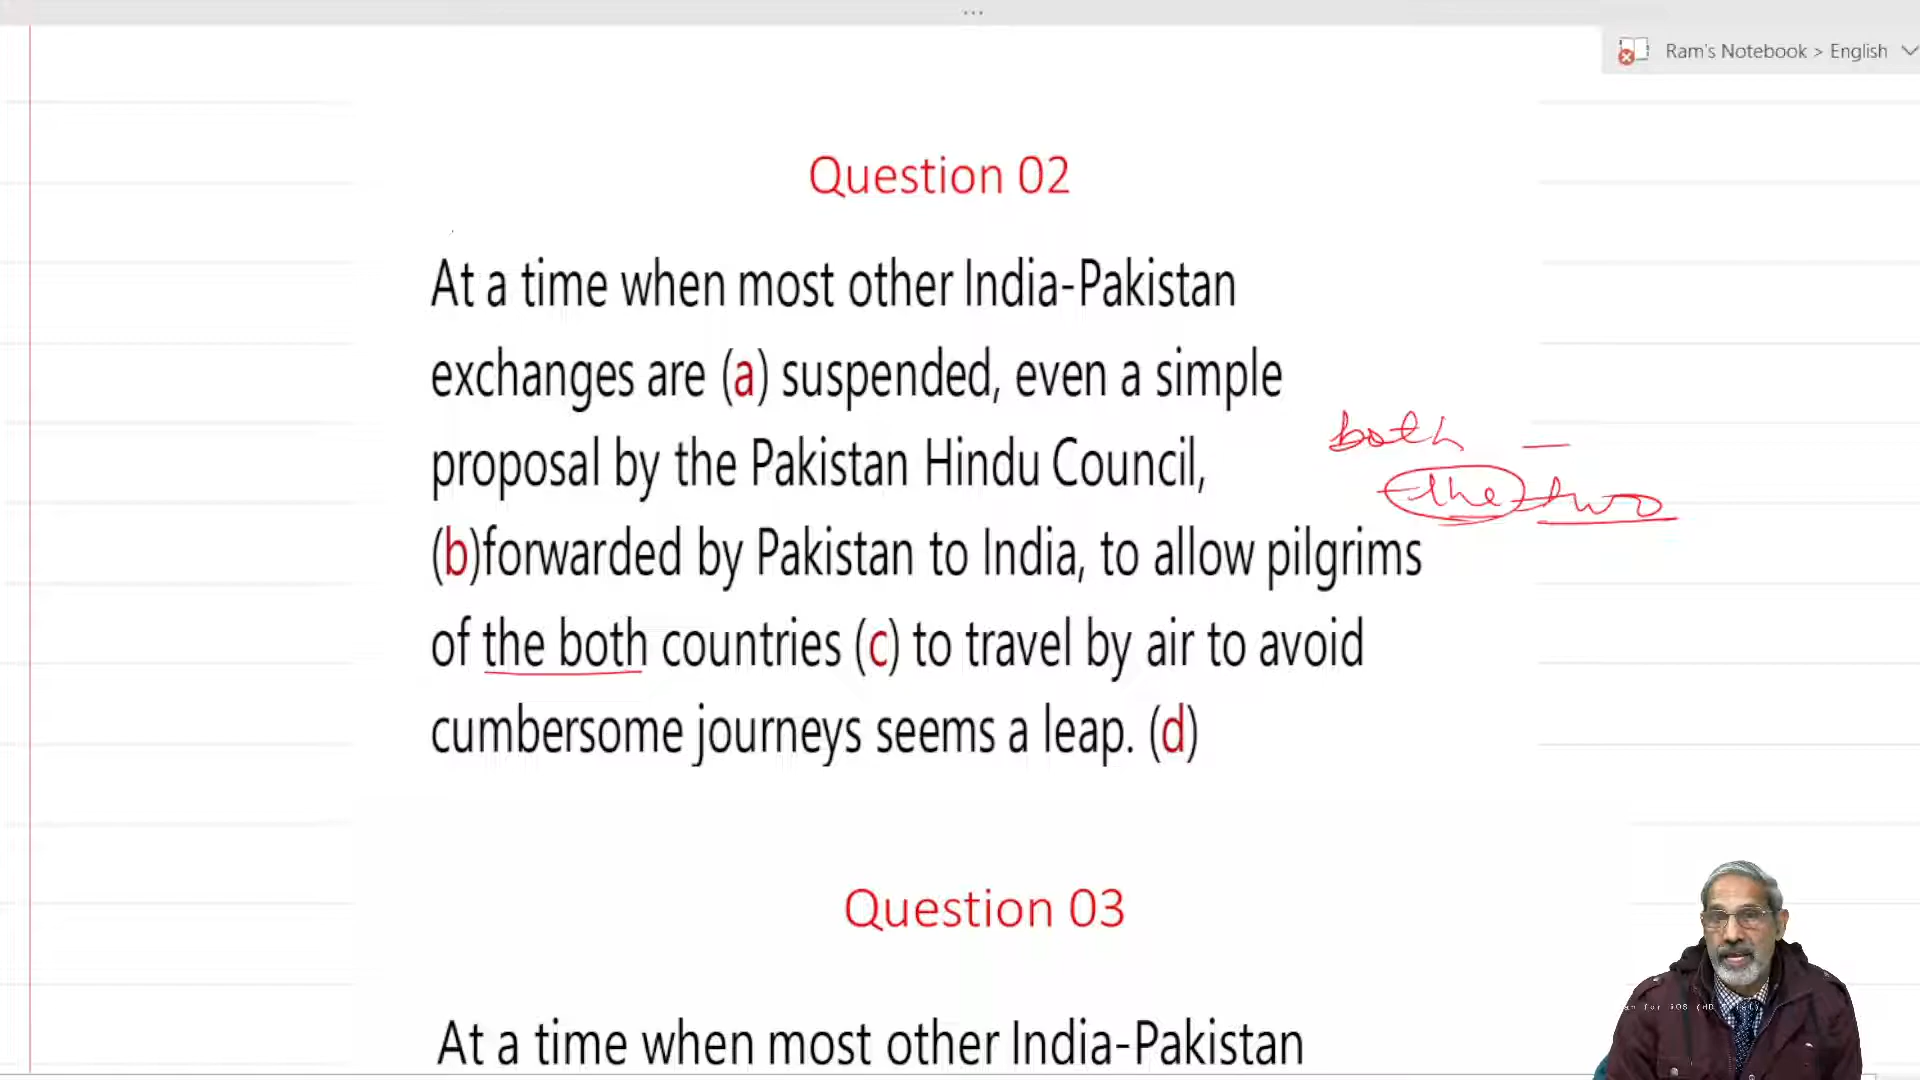 ...
Ram's Notebook > English
Question 02
At a time when most other India-Pakistan
exchanges are (a) suspended, even a simple
proposal by the Pakistan Hindu Council,
both —
the two
(b)forwarded by Pakistan to India, to allow pilgrims
of the both countries (c) to travel by air to avoid
cumbersome journeys seems a leap. (d)
Question 03
At a time when most other India-Pakistan